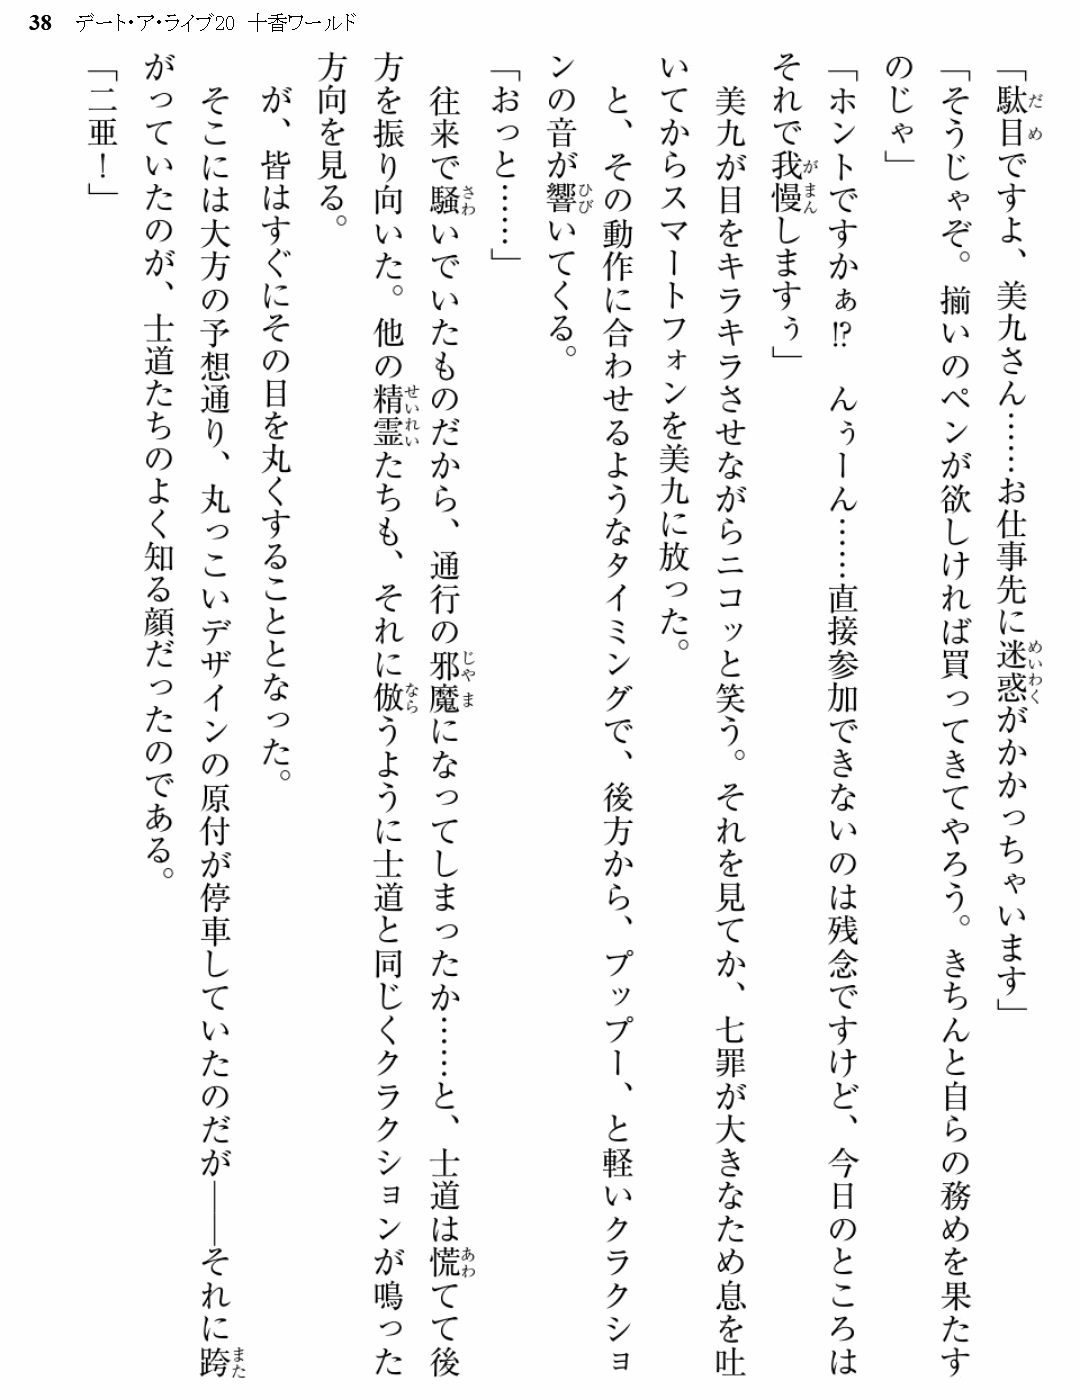 38 デート・ア・ライブ20 十香ワールド
「駄目ですよ、美九さん……お仕事先に迷惑がかかっちゃいます」
「そうじゃぞ。揃いのペンが欲しければ買ってきてやろう。きちんと自らの務めを果たす
のじゃ」
「ホントですかぁ!? んぅーん……直接参加できないのは残念ですけど、今日のところは
それで我慢しますぅ」
美九が目をキラキラさせながらニコッと笑う。それを見てか、七罪が大きなため息を吐
いてからスマートフォンを美九に放った。
と、その動作に合わせるようなタイミングで、後方から、プップー、と軽いクラクショ
ンの音が響いてくる。
「おっと……」
往来で騒いでいたものだから、通行の邪魔になってしまったか……と、士道は慌てて後
方を振り向いた。他の精霊たちも、それに倣うように士道と同じくクラクションが鳴った
方向を見る。
が、皆はすぐにその目を丸くすることとなった。
そこには大方の予想通り、丸っこいデザインの原付が停車していたのだが――それに跨
がっていたのが、士道たちのよく知る顔だったのである。
「二亜！」